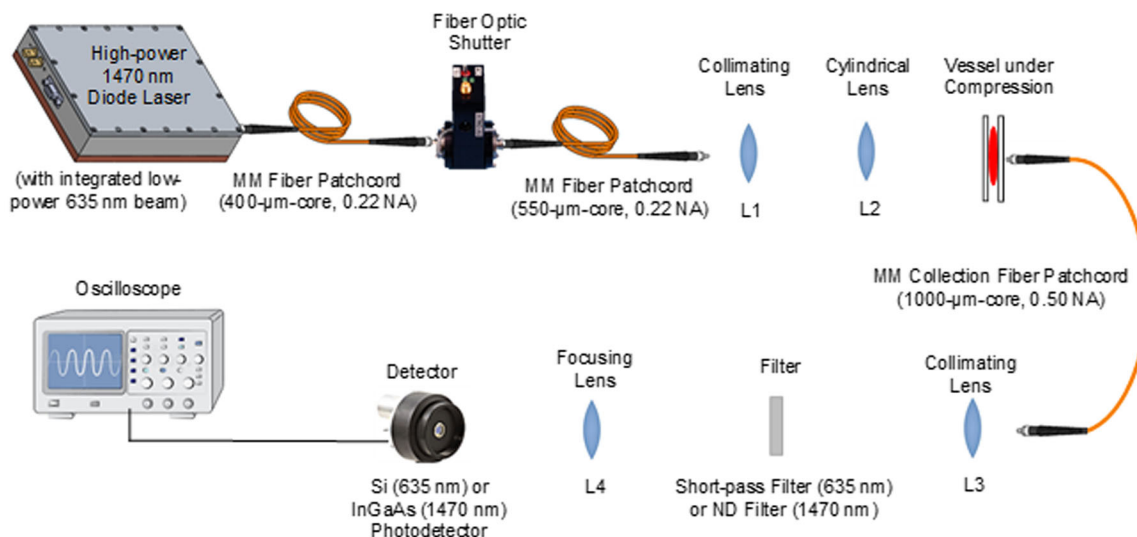 High-power
1470 nm
Diode Laser
(with integrated low-
power 635 nm beam)
MM Fiber Patchcord
(400-µm-core, 0.22 NA)
Fiber Optic
Shutter
MM Fiber Patchcord
(550-µm-core, 0.22 NA)
Collimating
Lens
L1
Cylindrical
Lens
L2
Vessel under
Compression
MM Collection Fiber Patchcord
(1000-µm-core, 0.50 NA)
Oscilloscope
Detector
Si (635 nm) or
InGaAs (1470 nm)
Photodetector
Focusing
Lens
L4
Filter
Short-pass Filter (635 nm)
or ND Filter (1470 nm)
Collimating
Lens
L3